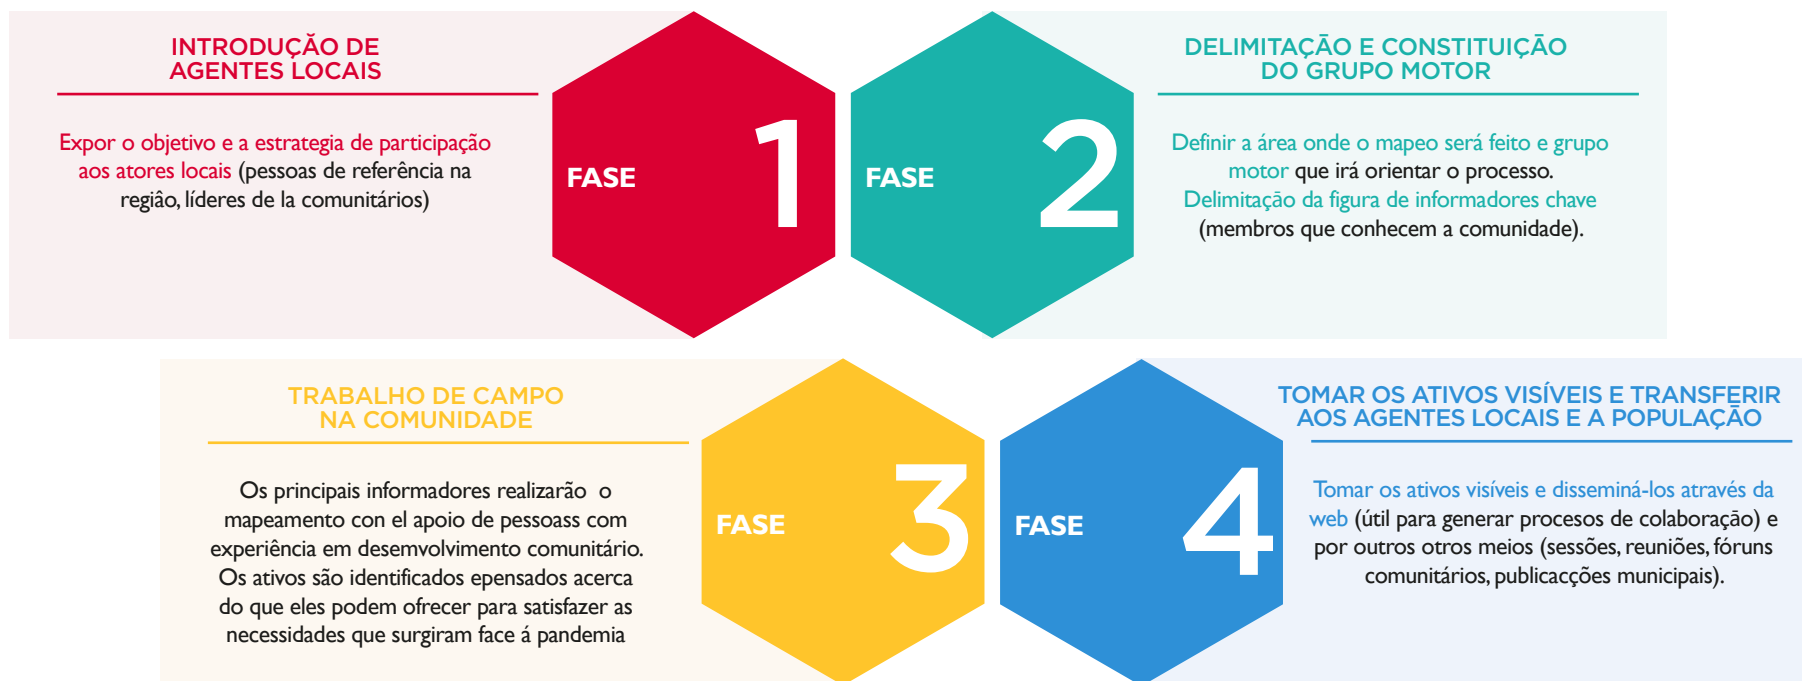 INTRODUÇÃO DE
AGENTES LOCAIS
Expor o objetivo e a estrategia de participação
aos atores locais (pessoas de referência na
região, líderes de la comunitários)
FASE 1
FASE 2
DELIMITAÇÃO E CONSTITUIÇÃO
DO GRUPO MOTOR
Definir a área onde o mapeo será feito e grupo
motor que irá orientar o processo.
Delimitação da figura de informadores chave
(membros que conhecem a comunidade).
TRABALHO DE CAMPO
NA COMUNIDADE
Os principais informadores realizarão o
mapeamento con el apoio de pessoass com
experiência em desemvolvimento comunitário.
Os ativos são identificados epensados acerca
do que eles podem ofrecer para satisfazer as
necessidades que surgiram face á pandemia
FASE 3
FASE 4
TOMAR OS ATIVOS VISÍVEIS E TRANSFERIR
AOS AGENTES LOCAIS E A POPULAÇÃO
Tomar os ativos visíveis e disseminá-los através da
web (útil para generar procesos de colaboração) e
por outros otros meios (sessões, reuniões, fóruns
comunitários, publicacções municipais).